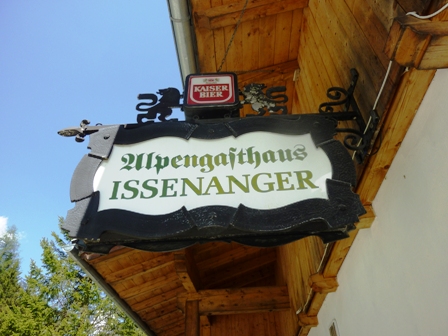 KAISER
BIER
Alpengasthaus
ISSENANGER